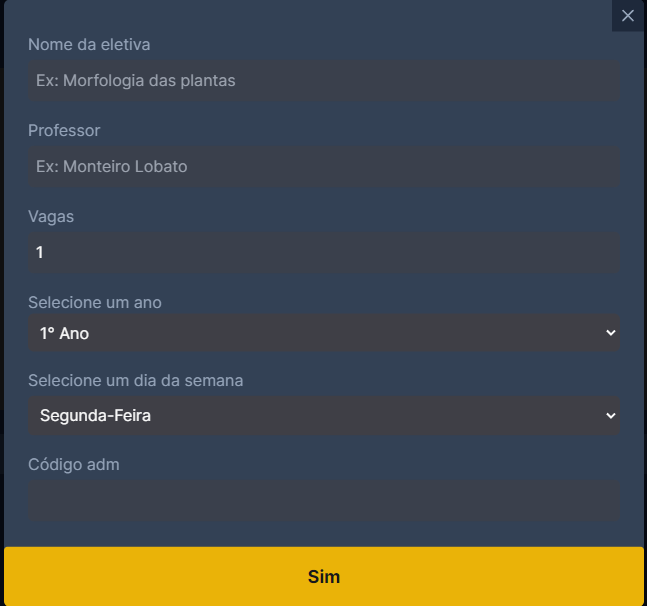 Nome da eletiva
Ex: Morfologia das plantas
Professor
Ex: Monteiro Lobato
Vagas
1
Selecione um ano
1° Ano
Selecione um dia da semana
Segunda-Feira
Código adm
Sim